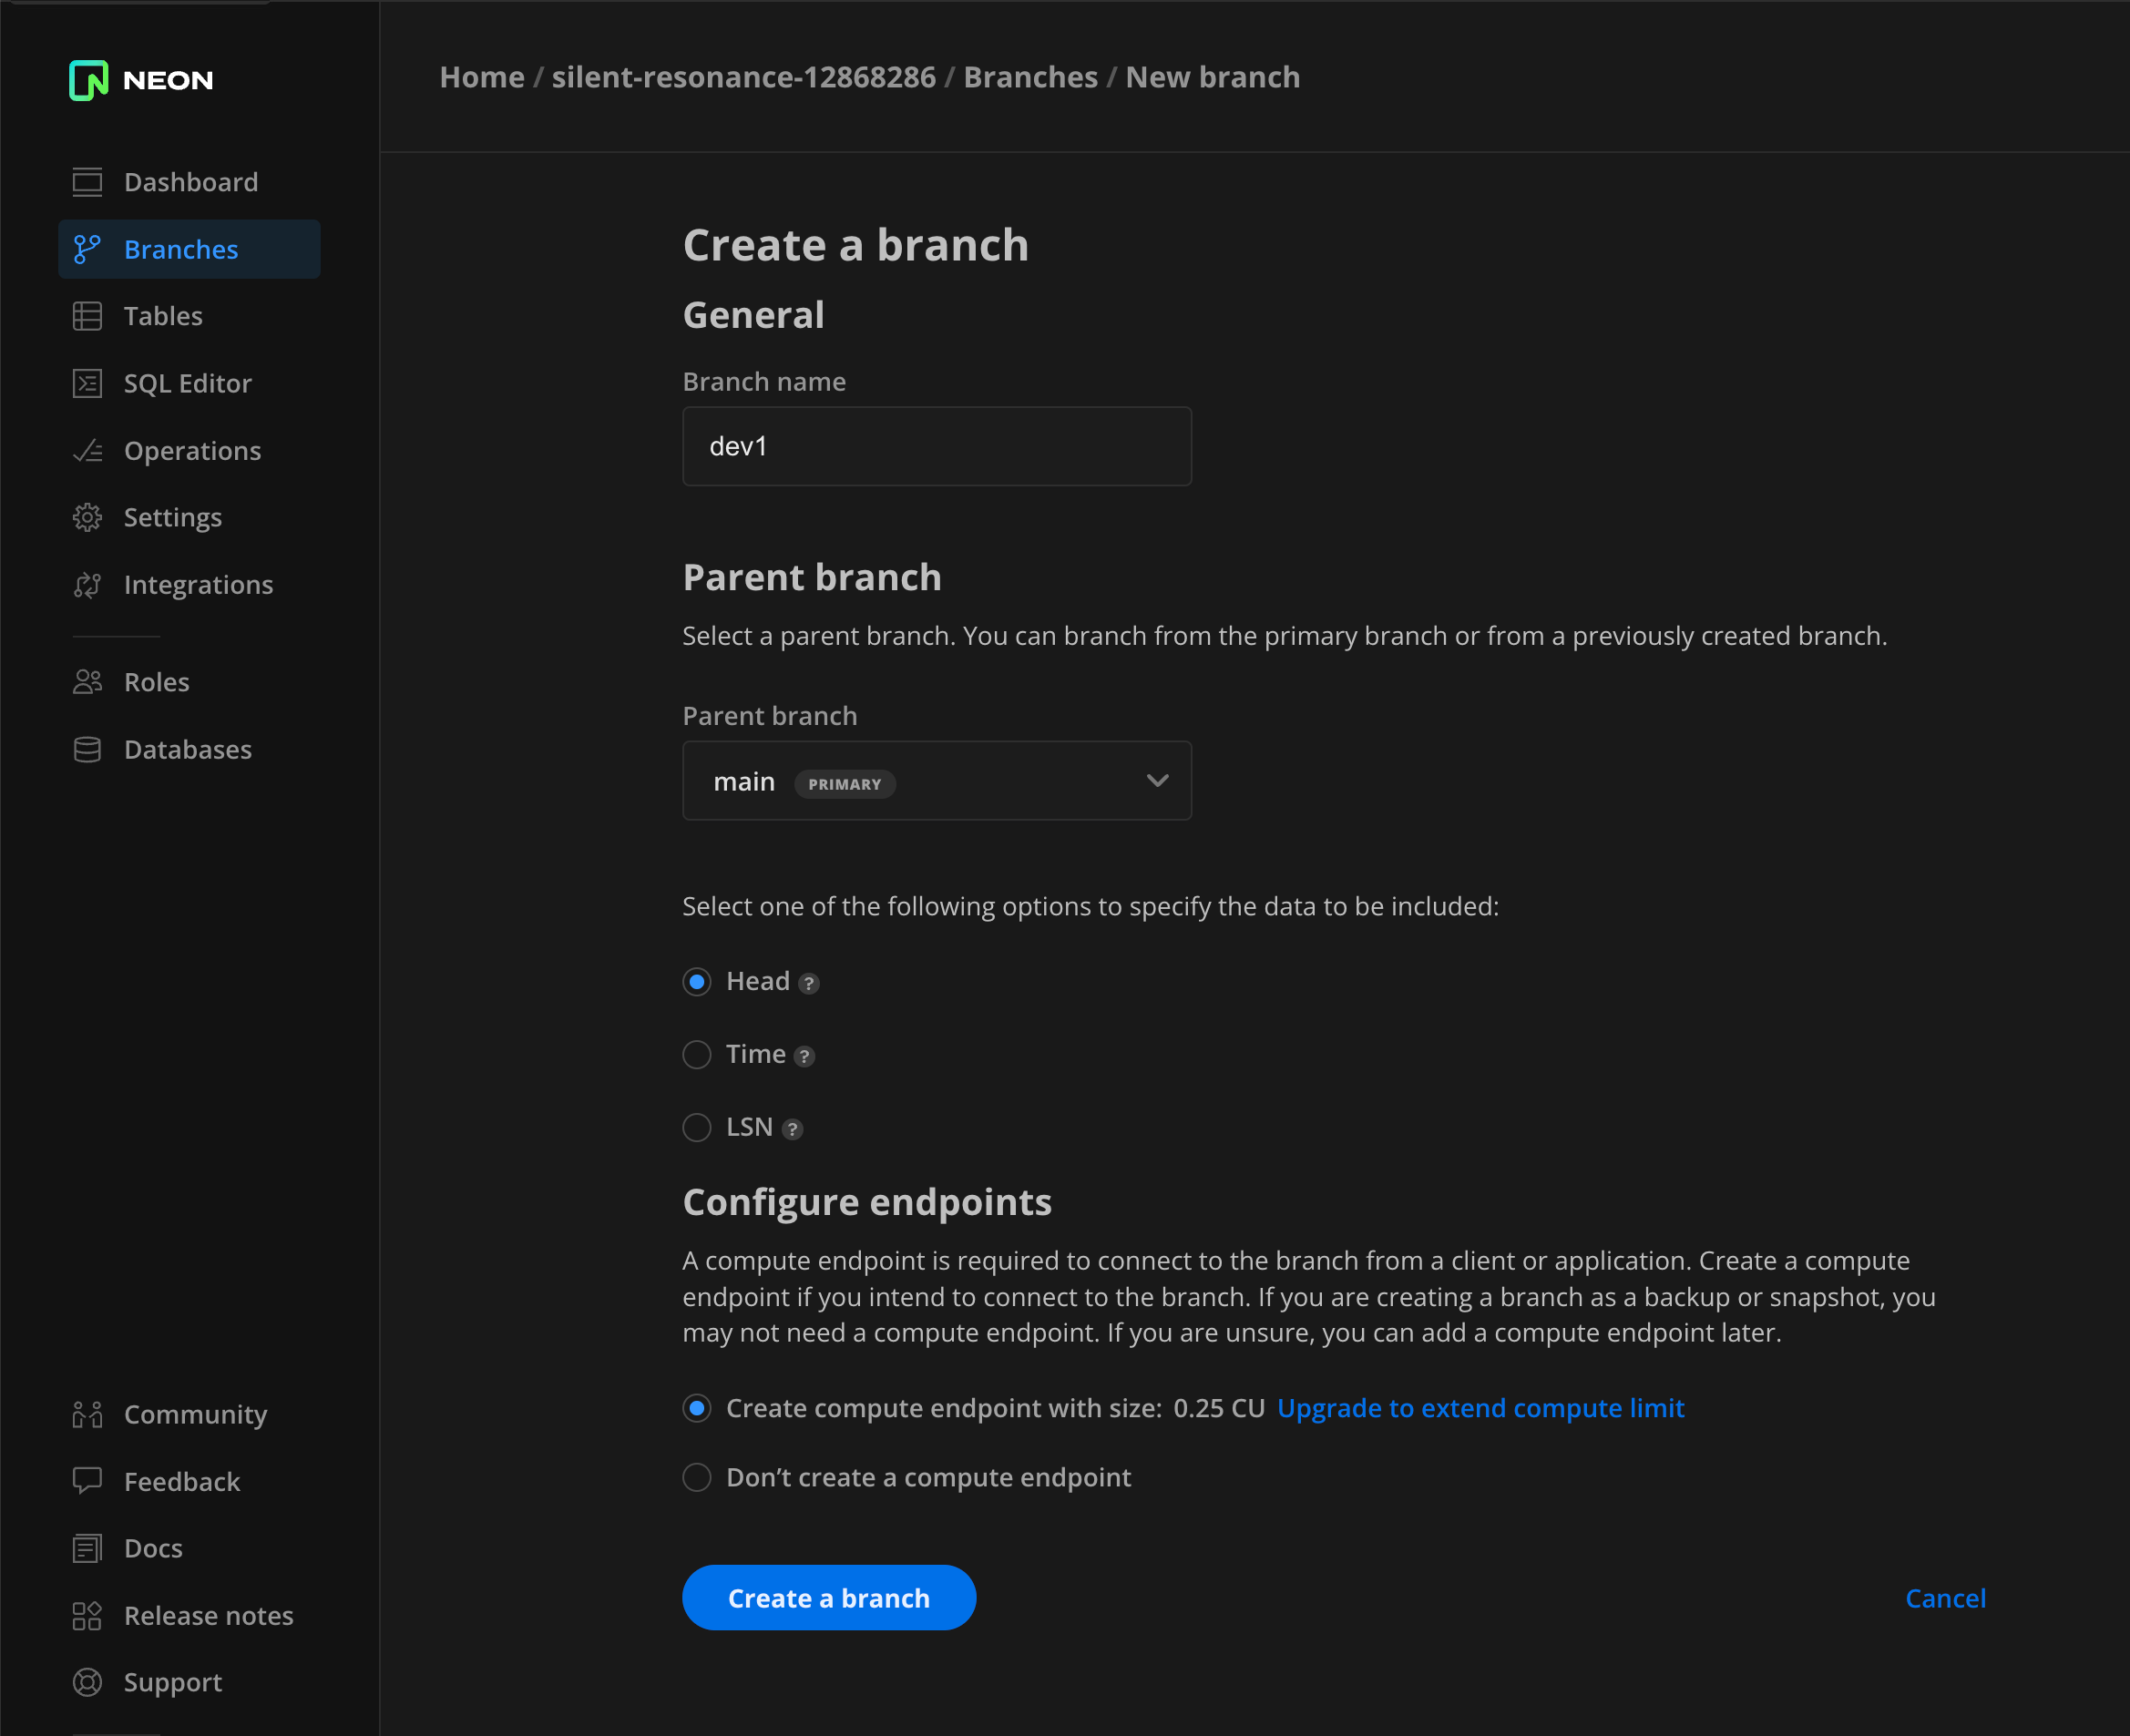 NEON
Home / silent-resonance-12868286 / Branches / New branch
Dashboard
Branches
Tables
SQL Editor
Operations
Settings
Integrations
Roles
Databases
Community
Feedback
Docs
Release notes
Support
Create a branch
General
Branch name
dev1
Parent branch
Select a parent branch. You can branch from the primary branch or from a previously created branch.
Parent branch
main PRIMARY
Select one of the following options to specify the data to be included:
Head ?
Time ?
LSN ?
Configure endpoints
A compute endpoint is required to connect to the branch from a client or application. Create a compute
endpoint if you intend to connect to the branch. If you are creating a branch as a backup or snapshot, you
may not need a compute endpoint. If you are unsure, you can add a compute endpoint later.
Create compute endpoint with size: 0.25 CU Upgrade to extend compute limit
Don’t create a compute endpoint
Create a branch
Cancel